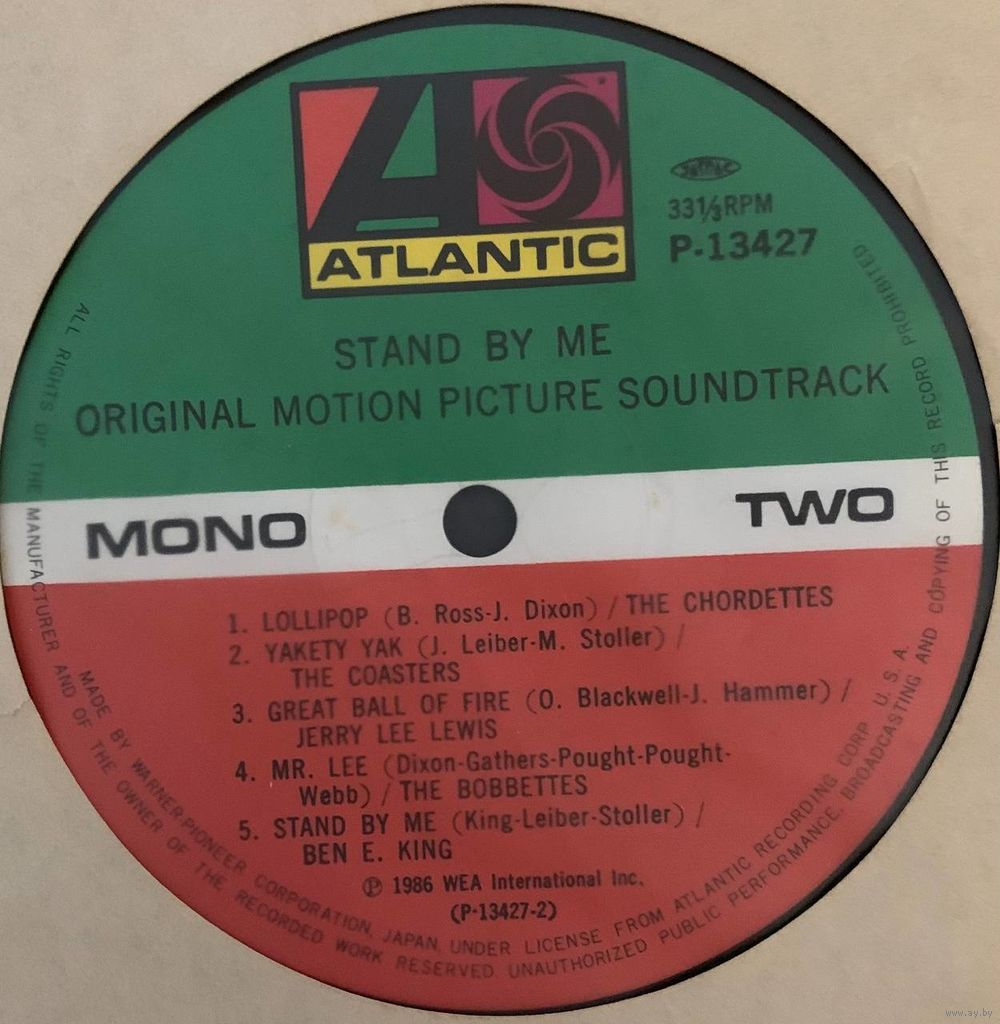 ATLANTIC
JASRAC
33⅓RPM
P-13427
STAND BY ME
ORIGINAL MOTION PICTURE SOUNDTRACK
MONO
TWO
1. LOLLIPOP (B. Ross-J. Dixon) / THE CHORDETTES
2. YAKETY YAK (J. Leiber-M. Stoller) /
THE COASTERS
3. GREAT BALL OF FIRE (O. Blackwell-J. Hammer) /
JERRY LEE LEWIS
4. MR. LEE (Dixon-Gathers-Pought-Pought-
Webb) / THE BOBBETTES
5. STAND BY ME (King-Leiber-Stoller) /
BEN E. KING
℗ 1986 WEA International Inc.
(P-13427-2)
MADE BY WARNER-PIONEER CORPORATION, JAPAN, UNDER LICENSE FROM ATLANTIC RECORDING CORP. U. S. A.
ALL RIGHTS OF THE MANUFACTURER AND OF THE OWNER OF THE RECORDED WORK RESERVED. UNAUTHORIZED PUBLIC PERFORMANCE, BROADCASTING AND COPYING OF THIS RECORD PROHIBITED
www.ay.by